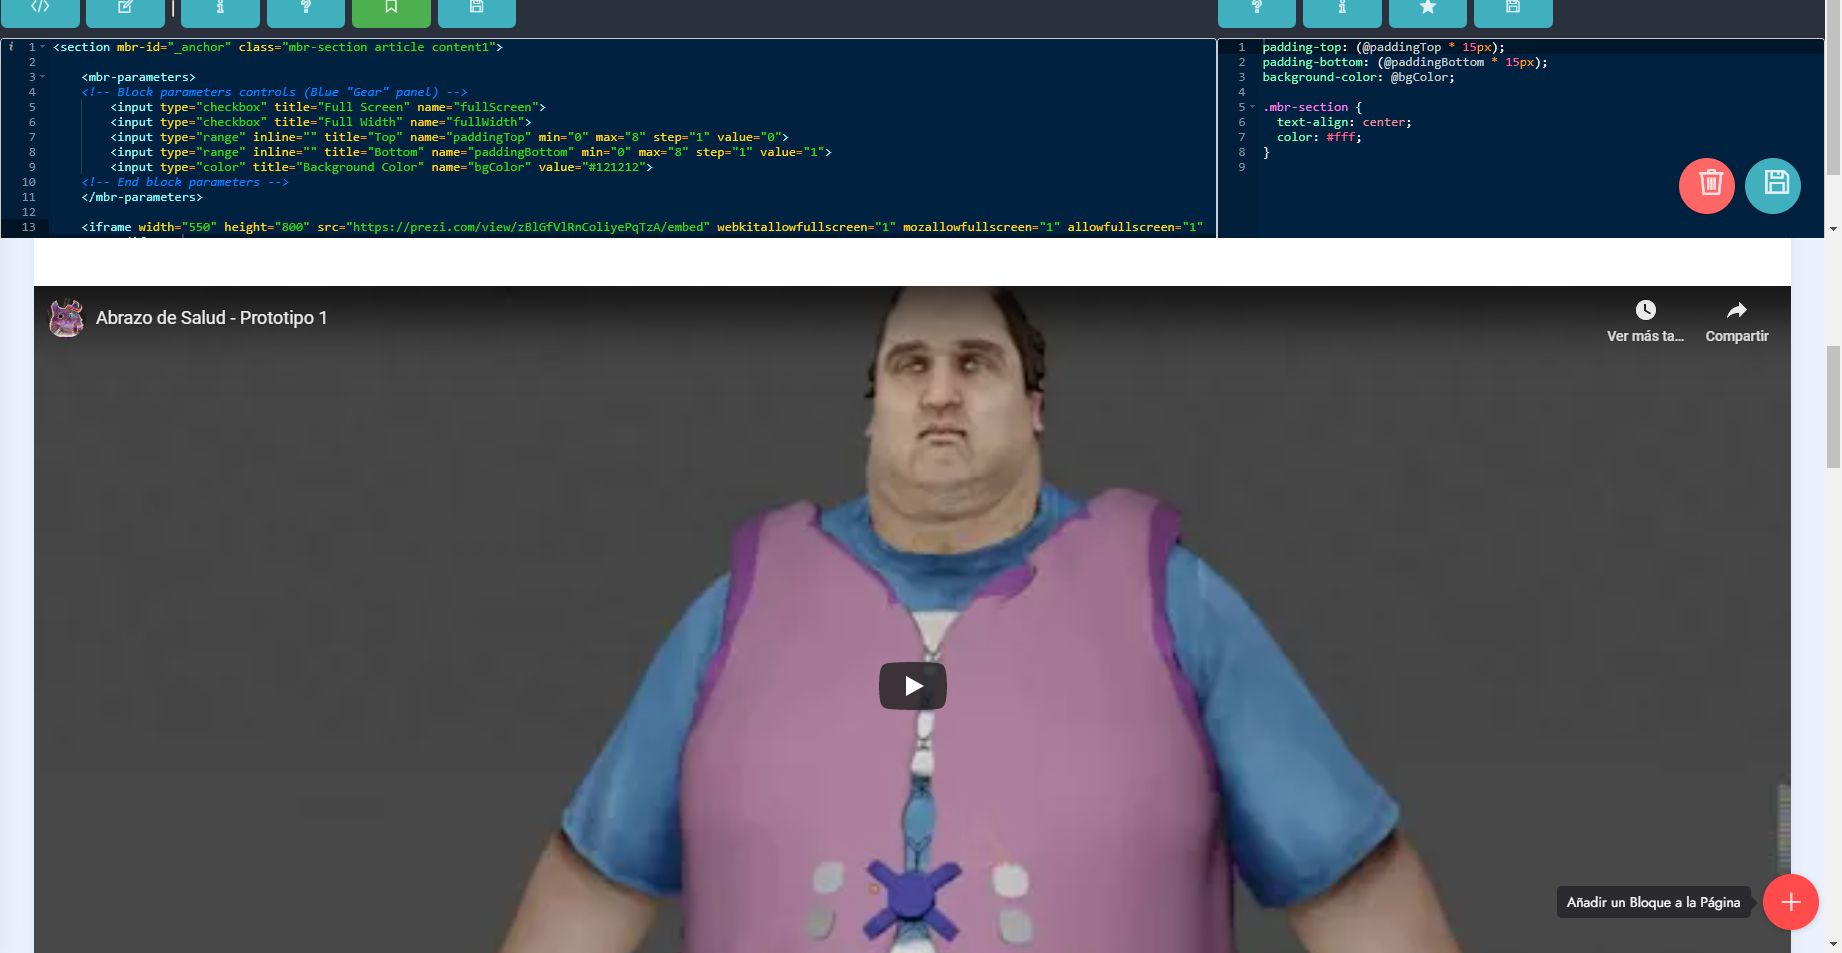 </>
i 1 <section mbr-id="_anchor" class="mbr-section article content1">
2
3 <mbr-parameters>
4 <!-- Block parameters controls (Blue "Gear" panel) -->
5 <input type="checkbox" title="Full Screen" name="fullScreen">
6 <input type="checkbox" title="Full Width" name="fullWidth">
7 <input type="range" inline="" title="Top" name="paddingTop" min="0" max="8" step="1" value="0">
8 <input type="range" inline="" title="Bottom" name="paddingBottom" min="0" max="8" step="1" value="1">
9 <input type="color" title="Background Color" name="bgColor" value="#121212">
10 <!-- End block parameters -->
11 </mbr-parameters>
12
13 <iframe width="550" height="800" src="https://prezi.com/view/zBlGfVlRnColiyePqTzA/embed" webkitallowfullscreen="1" mozallowfullscreen="1" allowfullscreen="1"
1 padding-top: (@paddingTop * 15px);
2 padding-bottom: (@paddingBottom * 15px);
3 background-color: @bgColor;
4
5 .mbr-section {
6 text-align: center;
7 color: #fff;
8 }
9
Abrazo de Salud - Prototipo 1
Ver más ta...
Compartir
Añadir un Bloque a la Página